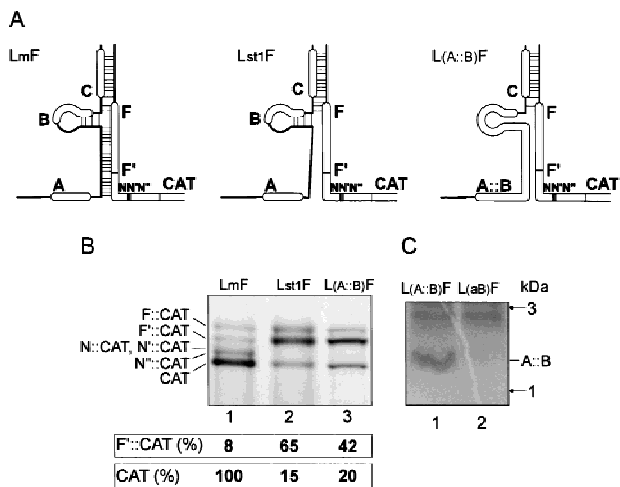 A
LmF
Lst1F
L(A::B)F
C
C
C
B
F
B
F
F
F'
F'
F'
A
NN'N"
CAT
A
NN'N"
CAT
A::B
NN'N"
CAT
B
C
LmF Lst1F L(A::B)F
L(A::B)F L(aB)F kDa
F::CAT
F'::CAT
N::CAT, N'::CAT
N"::CAT
CAT
3
A::B
1
1 2 3
1 2
F'::CAT (%) 8 65 42
CAT (%) 100 15 20